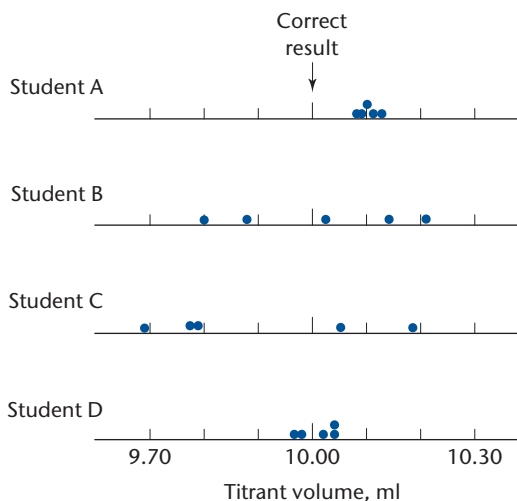 Correct
result
Student A
Student B
Student C
Student D
9.70 10.00 10.30
Titrant volume, ml